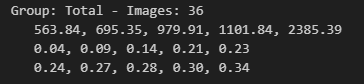 Group: Total - Images: 36
563.84, 695.35, 979.91, 1101.84, 2385.39
0.04, 0.09, 0.14, 0.21, 0.23
0.24, 0.27, 0.28, 0.30, 0.34